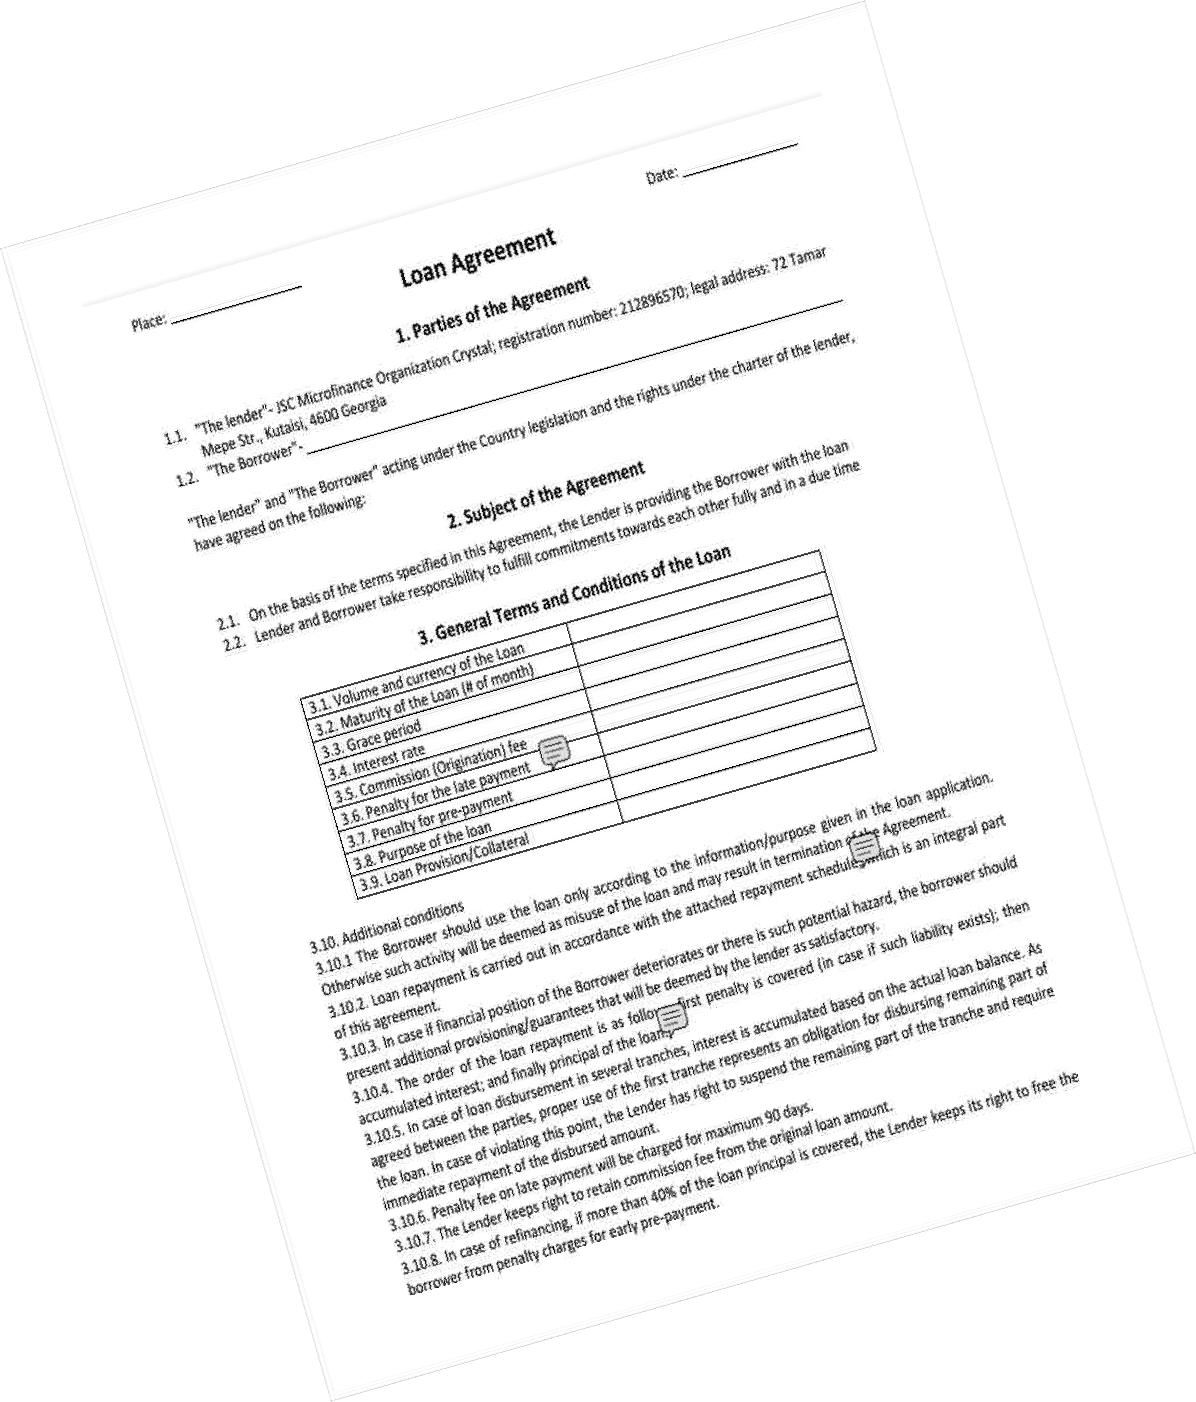 Date:
Place:
Loan Agreement
1. Parties of the Agreement
1.1. "The lender"- JSC Microfinance Organization Crystal; registration number: 212896570; legal address: 72 Tamar
Mepe Str., Kutaisi, 4600 Georgia
1.2. "The Borrower"-
"The lender" and "The Borrower" acting under the Country legislation and the rights under the charter of the lender,
have agreed on the following:
2. Subject of the Agreement
2.1. On the basis of the terms specified in this Agreement, the Lender is providing the Borrower with the loan
2.2. Lender and Borrower take responsibility to fulfill commitments towards each other fully and in a due time
3. General Terms and Conditions of the Loan
3.1. Volume and currency of the Loan
3.2. Maturity of the Loan (# of month)
3.3. Grace period
3.4. Interest rate
3.5. Commission (Origination) fee
3.6. Penalty for the late payment
3.7. Penalty for pre-payment
3.8. Purpose of the loan
3.9. Loan Provision/Collateral
3.10. Additional conditions
3.10.1 The Borrower should use the loan only according to the information/purpose given in the loan application.
Otherwise such activity will be deemed as misuse of the loan and may result in termination of the Agreement.
3.10.2. Loan repayment is carried out in accordance with the attached repayment schedule, which is an integral part
of this agreement.
3.10.3. In case if financial position of the Borrower deteriorates or there is such potential hazard, the borrower should
present additional provisioning/guarantees that will be deemed by the lender as satisfactory.
3.10.4. The order of the loan repayment is as follows: first penalty is covered (in case if such liability exists); then
accumulated interest; and finally principal of the loan.
3.10.5. In case of loan disbursement in several tranches, interest is accumulated based on the actual loan balance. As
agreed between the parties, proper use of the first tranche represents an obligation for disbursing remaining part of
the loan. In case of violating this point, the Lender has right to suspend the remaining part of the tranche and require
immediate repayment of the disbursed amount.
3.10.6. Penalty fee on late payment will be charged for maximum 90 days.
3.10.7. The Lender keeps right to retain commission fee from the original loan amount.
3.10.8. In case of refinancing, if more than 40% of the loan principal is covered, the Lender keeps its right to free the
borrower from penalty charges for early pre-payment.